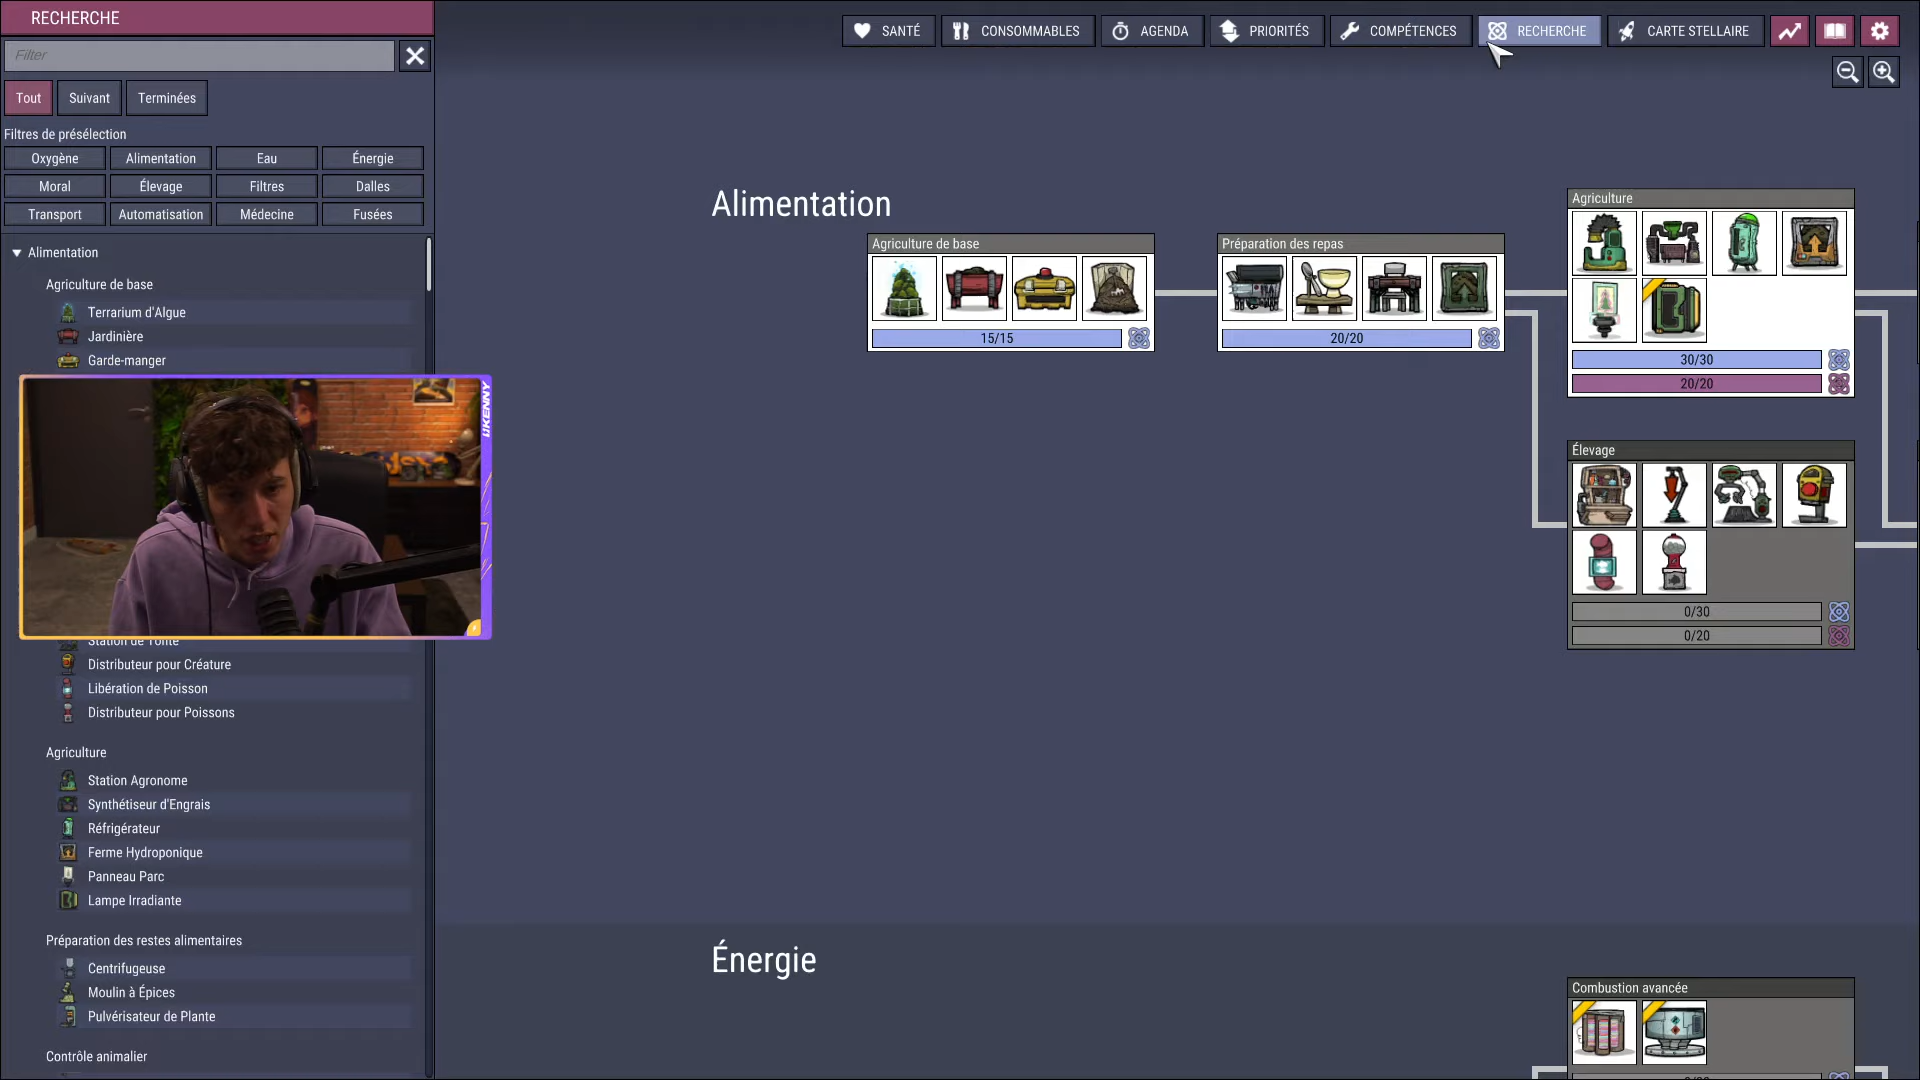 RECHERCHE
SANTÉ
CONSOMMABLES
AGENDA
PRIORITÉS
COMPÉTENCES
RECHERCHE
CARTE STELLAIRE
Filter
Tout
Suivant
Terminées
Filtres de présélection
Oxygène
Alimentation
Eau
Énergie
Moral
Élevage
Filtres
Dalles
Transport
Automatisation
Médecine
Fusées
Alimentation
Agriculture de base
Terrarium d'Algue
Jardinière
Garde-manger
Station de Tonte
Distributeur pour Créature
Libération de Poisson
Distributeur pour Poissons
Agriculture
Station Agronome
Synthétiseur d'Engrais
Réfrigérateur
Ferme Hydroponique
Panneau Parc
Lampe Irradiante
Préparation des restes alimentaires
Centrifugeuse
Moulin à Épices
Pulvérisateur de Plante
Contrôle animalier
Alimentation
Agriculture de base
15/15
Préparation des repas
20/20
Agriculture
30/30
20/20
Élevage
0/30
0/20
Énergie
Combustion avancée